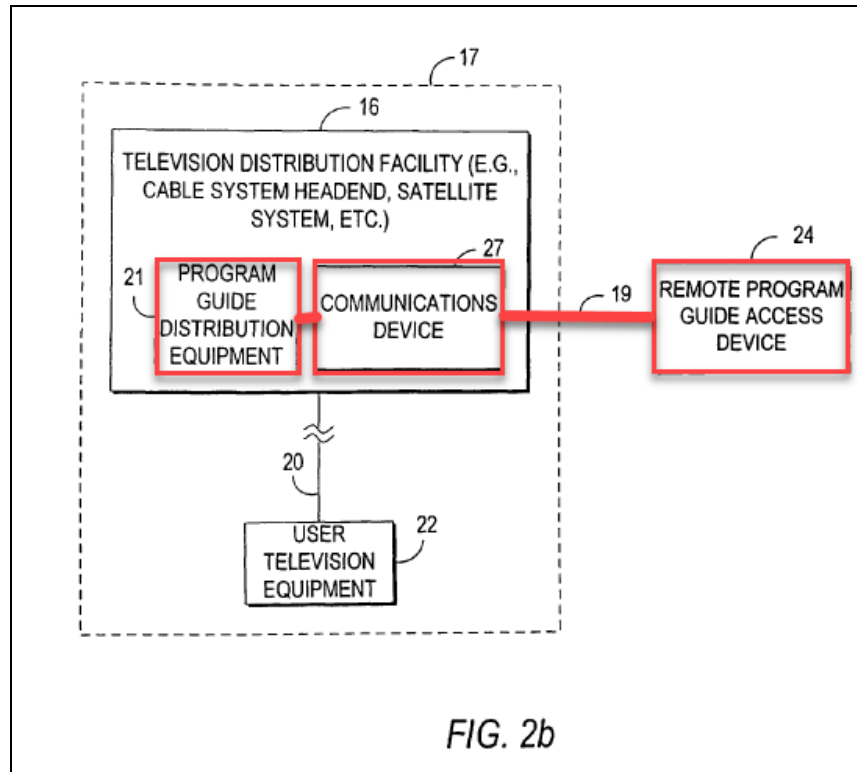 17
16
TELEVISION DISTRIBUTION FACILITY (E.G.,
CABLE SYSTEM HEADEND, SATELLITE
SYSTEM, ETC.)
27
24
21
PROGRAM
GUIDE
DISTRIBUTION
EQUIPMENT
COMMUNICATIONS
DEVICE
19
REMOTE PROGRAM
GUIDE ACCESS
DEVICE
20
22
USER
TELEVISION
EQUIPMENT
FIG. 2b